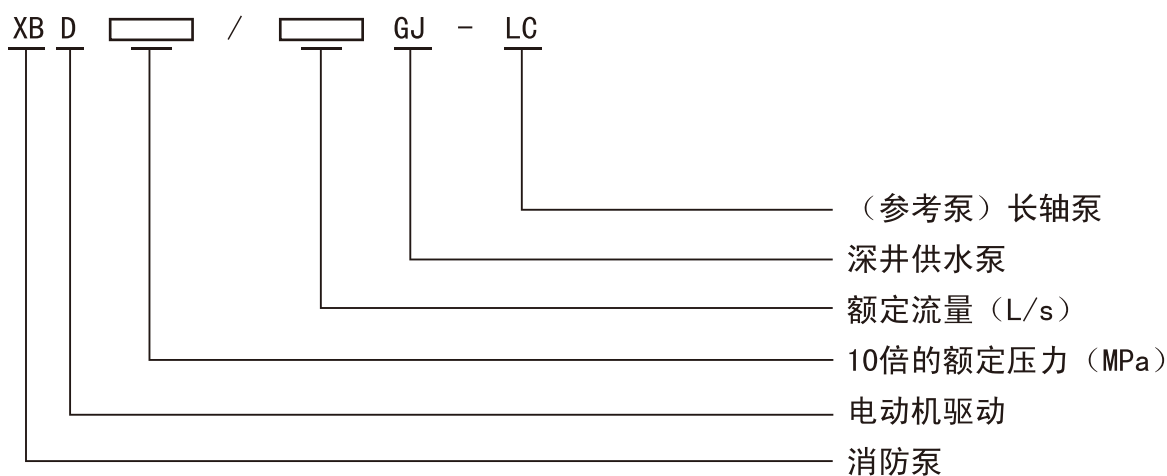 XB D / GJ - LC
（参考泵）长轴泵
深井供水泵
额定流量（L/s）
10倍的额定压力（MPa）
电动机驱动
消防泵